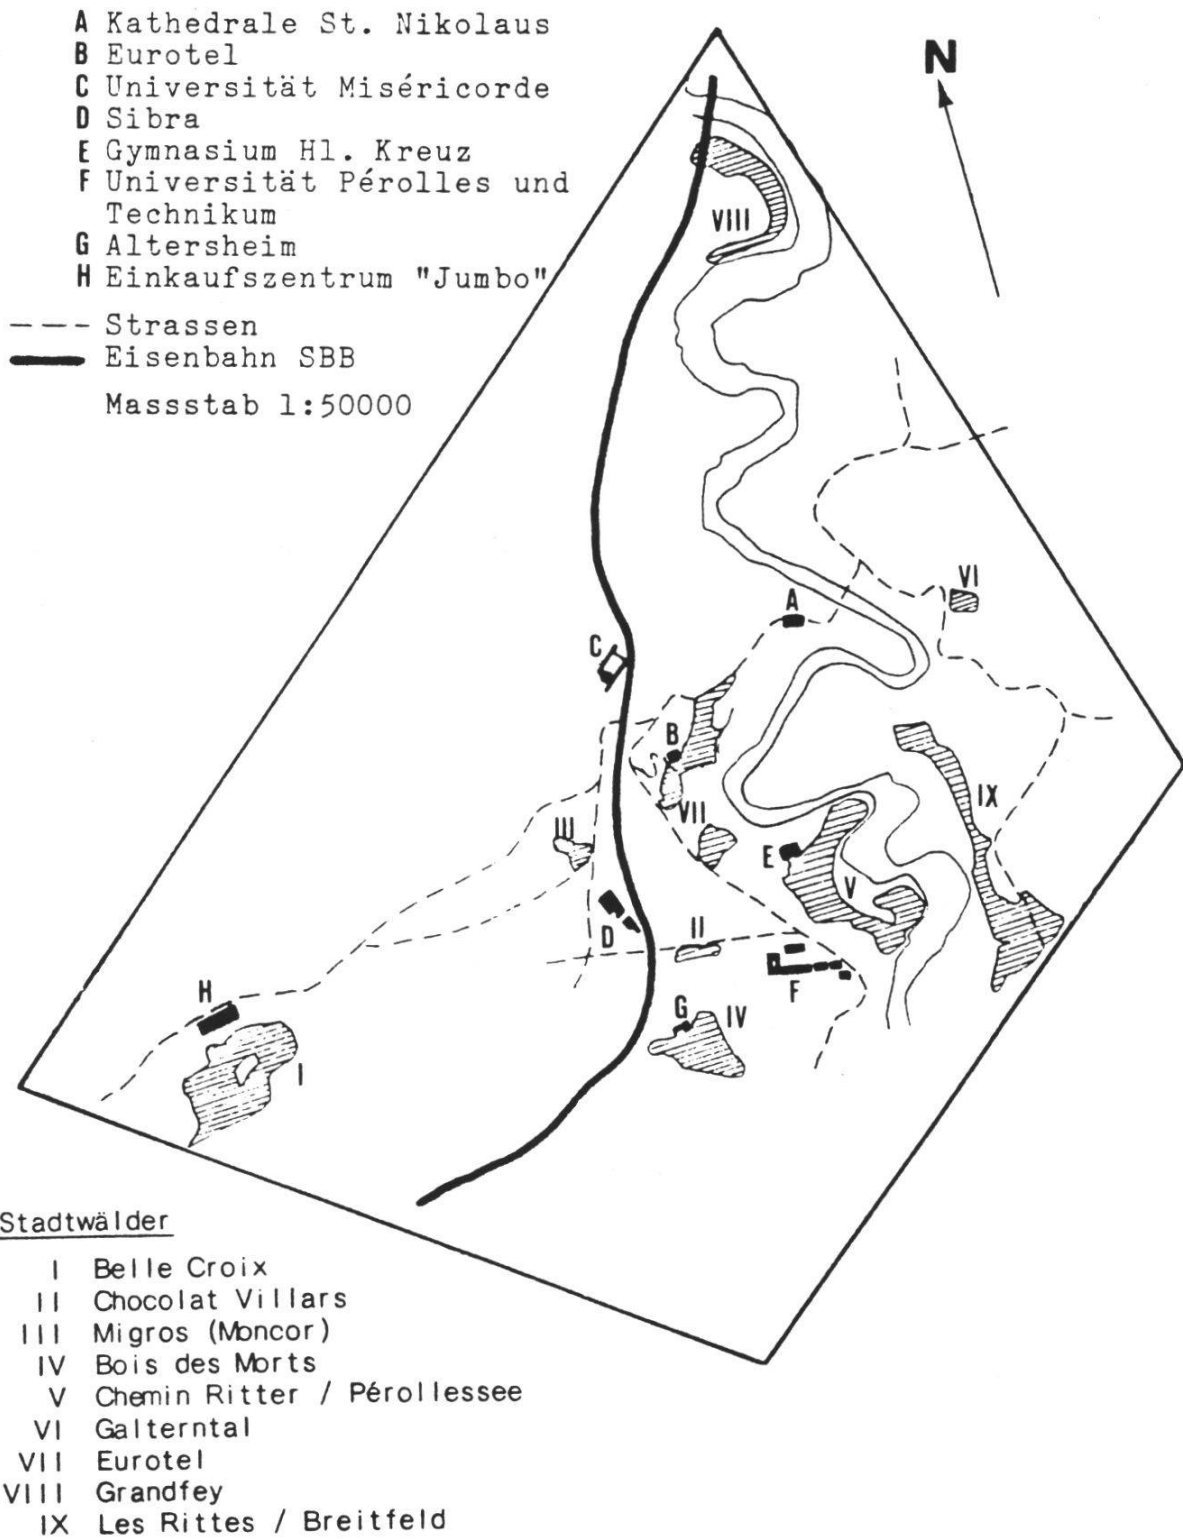 A Kathedrale St. Nikolaus
B Eurotel
C Universität Miséricorde
D Sibra
E Gymnasium Hl. Kreuz
F Universität Pérolles und
Technikum
G Altersheim
H Einkaufszentrum "Jumbo"
Strassen
Eisenbahn SBB
Massstab 1:50000
N
VIII
VI
A
C
B
IX
VII
III
E
V
D
II
F
H
G
IV
I
Stadtwälder
I Belle Croix
II Chocolat Villars
III Migros (Moncor)
IV Bois des Morts
V Chemin Ritter / Pérollessee
VI Galterntal
VII Eurotel
VIII Grandfey
IX Les Rittes / Breitfeld